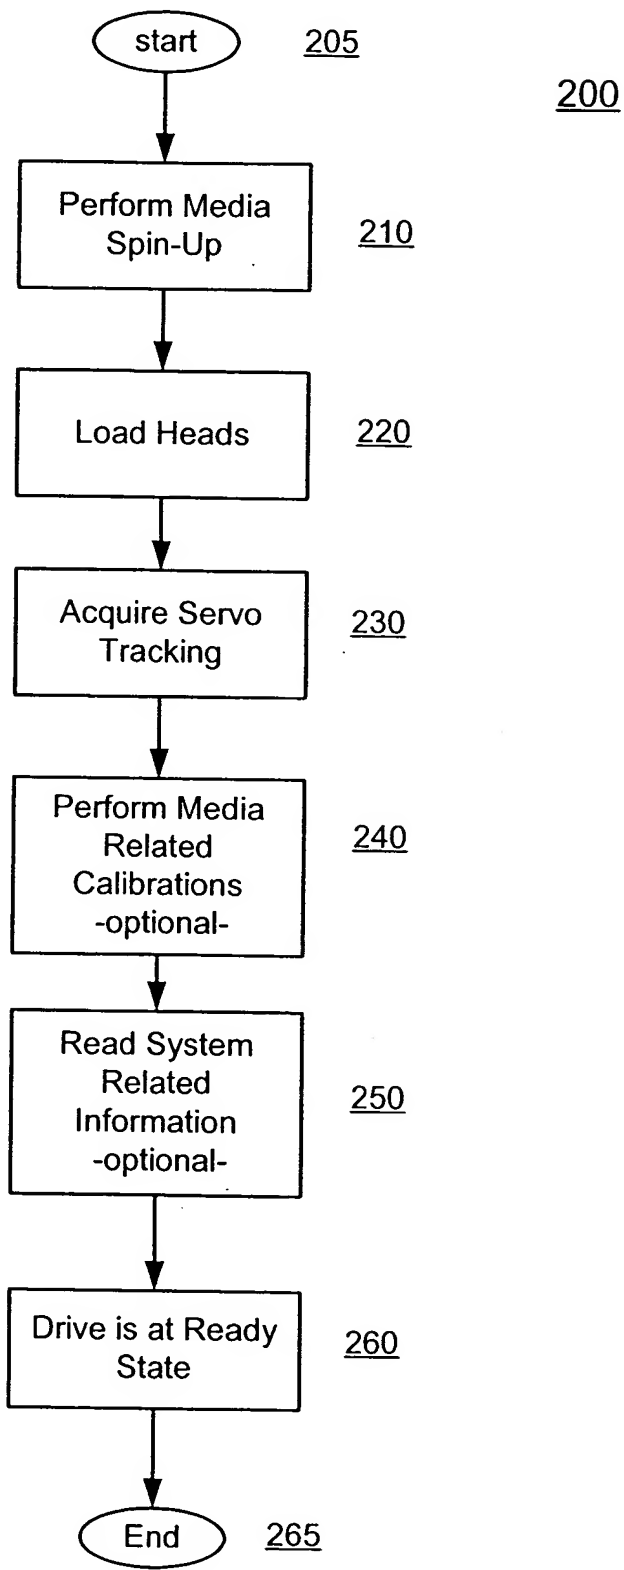 start
205
200
Perform Media
Spin-Up
210
Load Heads
220
Acquire Servo
Tracking
230
Perform Media
Related
Calibrations
-optional-
240
Read System
Related
Information
-optional-
250
Drive is at Ready
State
260
End
265